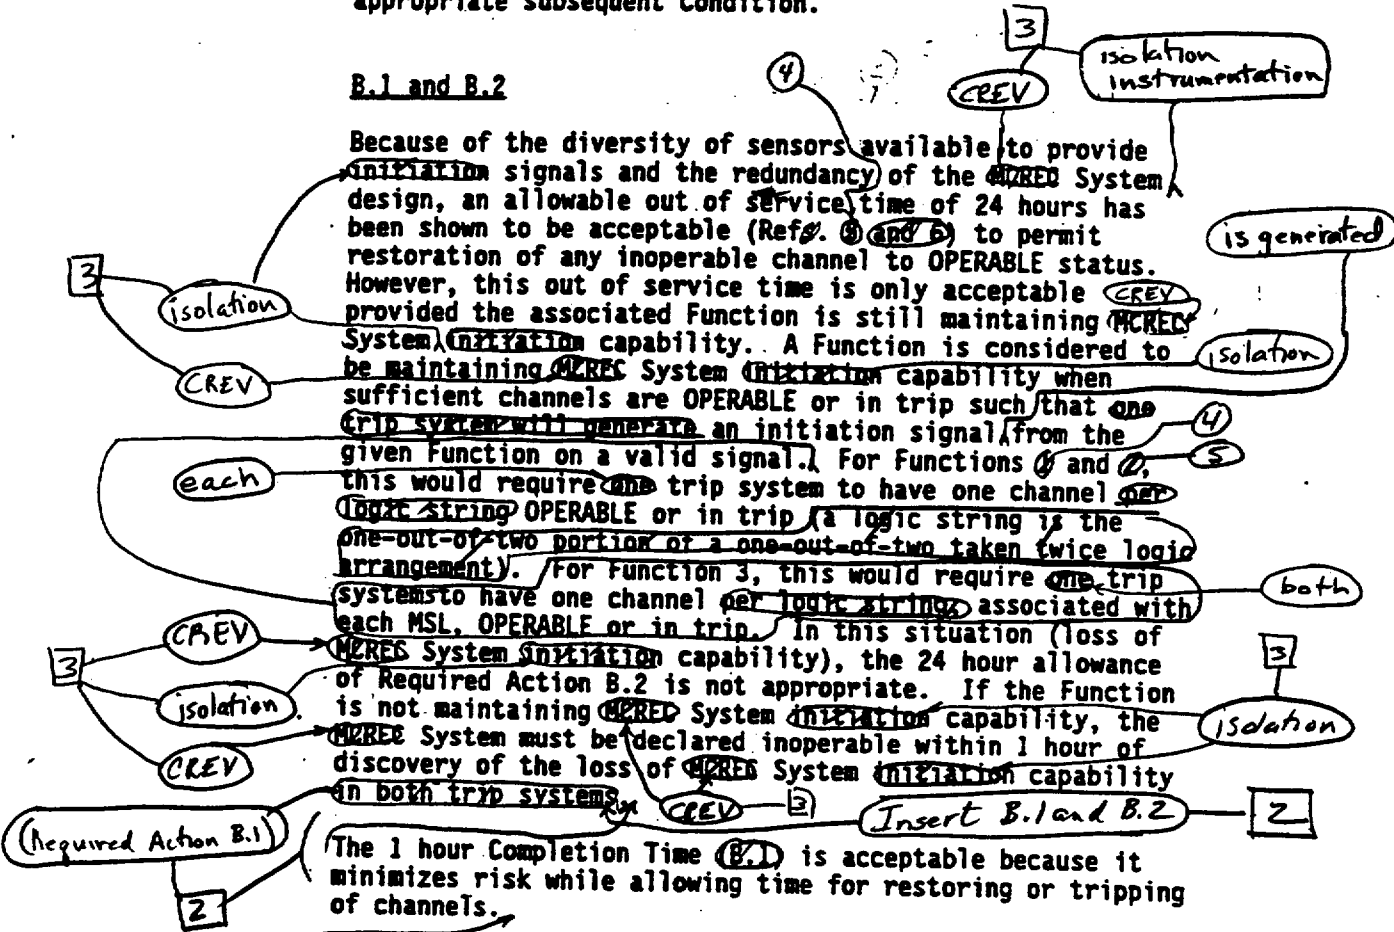 appropriate subsequent Condition.
3
isolation
instrumentation
4
CREV
B.1 and B.2
Because of the diversity of sensors available to provide
initiation signals and the redundancy of the MCREC System
design, an allowable out of service time of 24 hours has
been shown to be acceptable (Refs. 5 and 6) to permit
is generated
restoration of any inoperable channel to OPERABLE status.
3
However, this out of service time is only acceptable CREV
isolation
provided the associated Function is still maintaining MCREC
System initiation capability. A Function is considered to
isolation
be maintaining MCREC System initiation capability when
CREV
sufficient channels are OPERABLE or in trip such that one
trip system will generate an initiation signal from the
4
given Function on a valid signal. For Functions 1 and 2,
5
each
this would require one trip system to have one channel per
logic string OPERABLE or in trip (a logic string is the
one-out-of-two portion of a one-out-of-two taken twice logic
arrangement). For Function 3, this would require one trip
both
systems to have one channel per logic string, associated with
each MSL, OPERABLE or in trip. In this situation (loss of
CREV
MCREC System initiation capability), the 24 hour allowance
3
3
of Required Action B.2 is not appropriate. If the Function
isolation
is not maintaining MCREC System initiation capability, the
isolation
MCREC System must be declared inoperable within 1 hour of
CREV
discovery of the loss of MCREC System initiation capability
in both trip systems.
CREV
3
Insert B.1 and B.2
2
(Required Action B.1)
The 1 hour Completion Time (B.1) is acceptable because it
minimizes risk while allowing time for restoring or tripping
2
of channels.